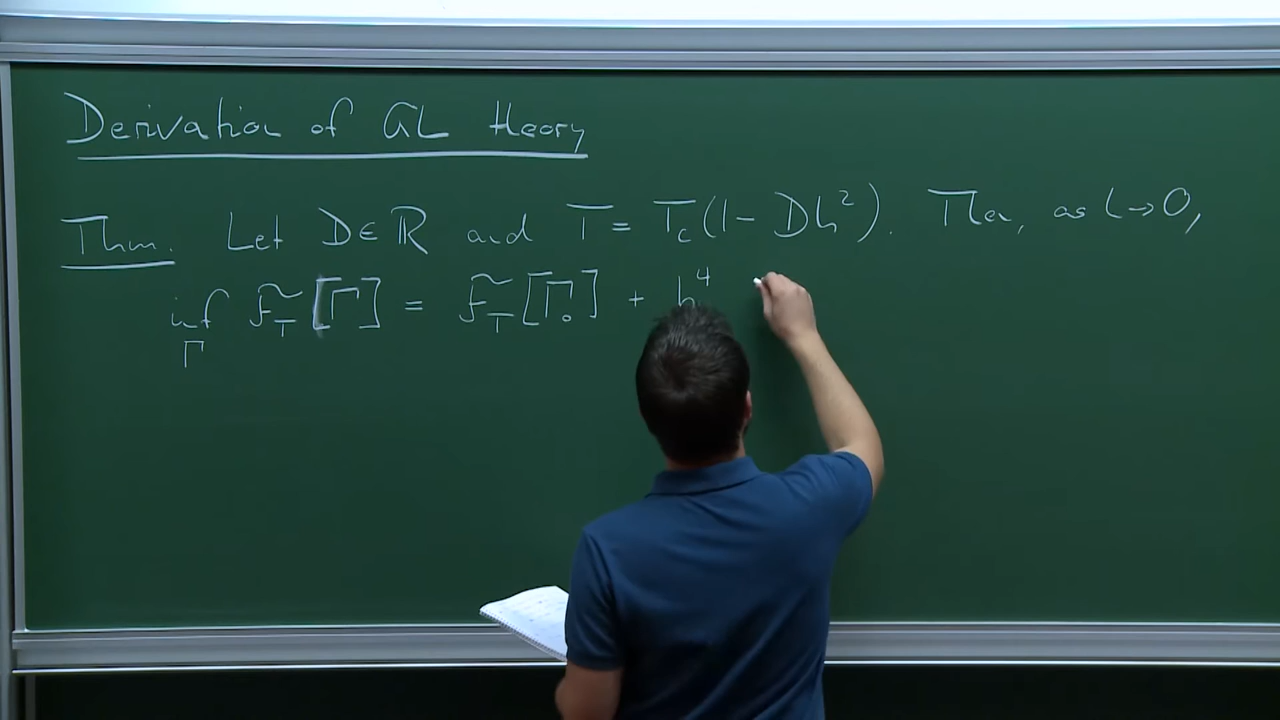 Derivation of GL theory
Thm. Let D∈ℝ and T = T_c(1 - Dh²). Then, as h→0,
inf_Γ F̃_T[Γ] = F̃_T[Γ_0] + h⁴